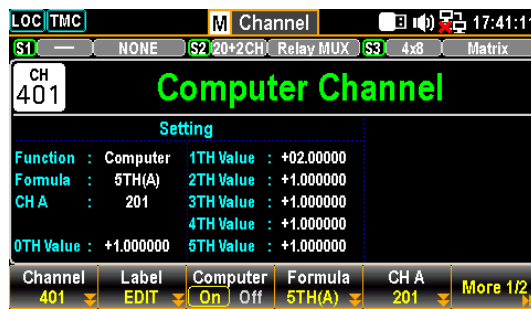 LOC TMC M Channel 17:41:11
S1 — NONE S2 20+2CH Relay MUX S3 4x8 Matrix
CH
401 Computer Channel
Setting
Function : Computer 1TH Value : +02.00000
Formula : 5TH(A) 2TH Value : +1.000000
CH A : 201 3TH Value : +1.000000
4TH Value : +1.000000
0TH Value : +1.000000 5TH Value : +1.000000
Channel Label Computer Formula CH A More 1/2
401 EDIT On Off 5TH(A) 201